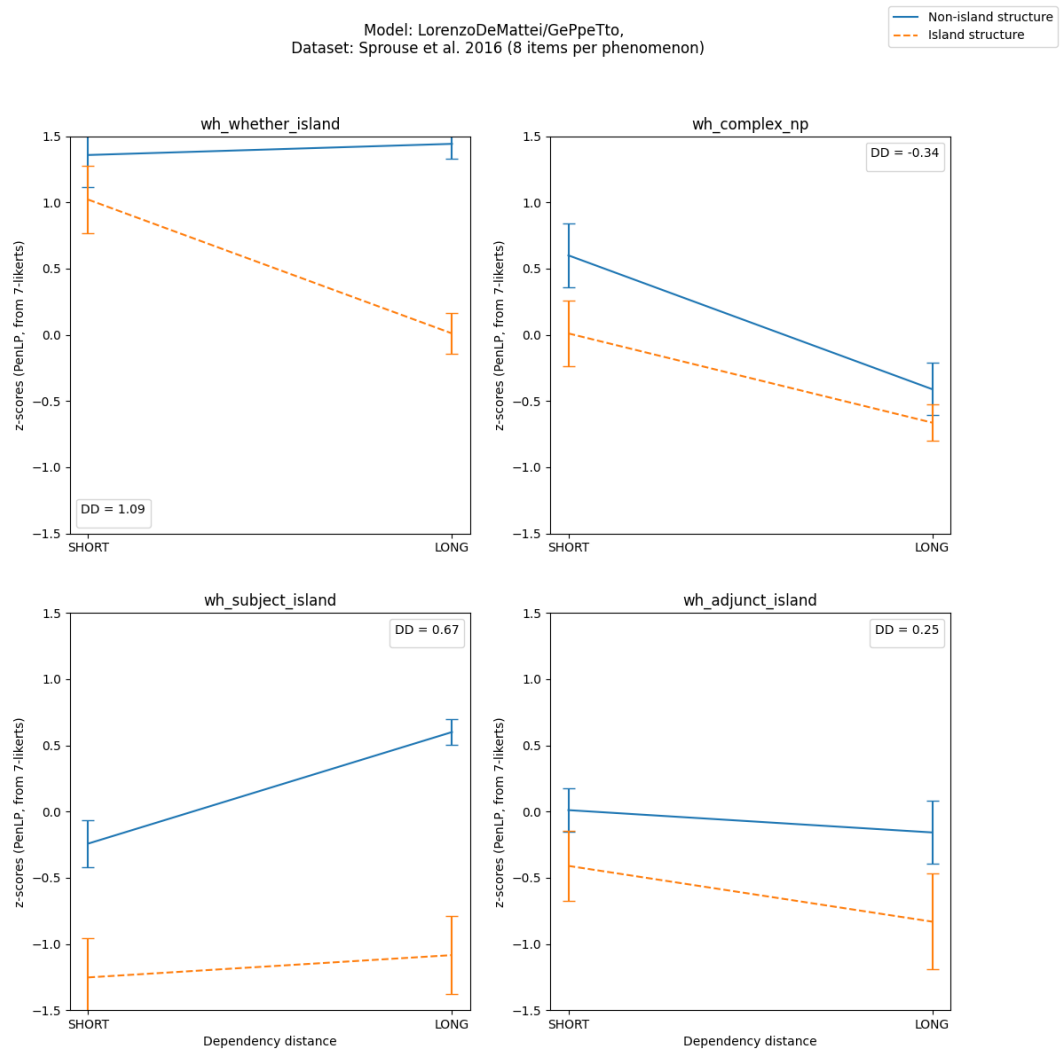 Model: LorenzoDeMattei/GePpeTto,
Dataset: Sprouse et al. 2016 (8 items per phenomenon)
Non-island structure
Island structure
wh_whether_island
1.5
1.0
0.5
0.0
−0.5
−1.0
−1.5
z-scores (PenLP, from 7-likerts)
DD = 1.09
SHORT
LONG
wh_complex_np
1.5
1.0
0.5
0.0
−0.5
−1.0
−1.5
z-scores (PenLP, from 7-likerts)
DD = -0.34
SHORT
LONG
wh_subject_island
1.5
1.0
0.5
0.0
−0.5
−1.0
−1.5
z-scores (PenLP, from 7-likerts)
DD = 0.67
SHORT
LONG
Dependency distance
wh_adjunct_island
1.5
1.0
0.5
0.0
−0.5
−1.0
−1.5
z-scores (PenLP, from 7-likerts)
DD = 0.25
SHORT
LONG
Dependency distance